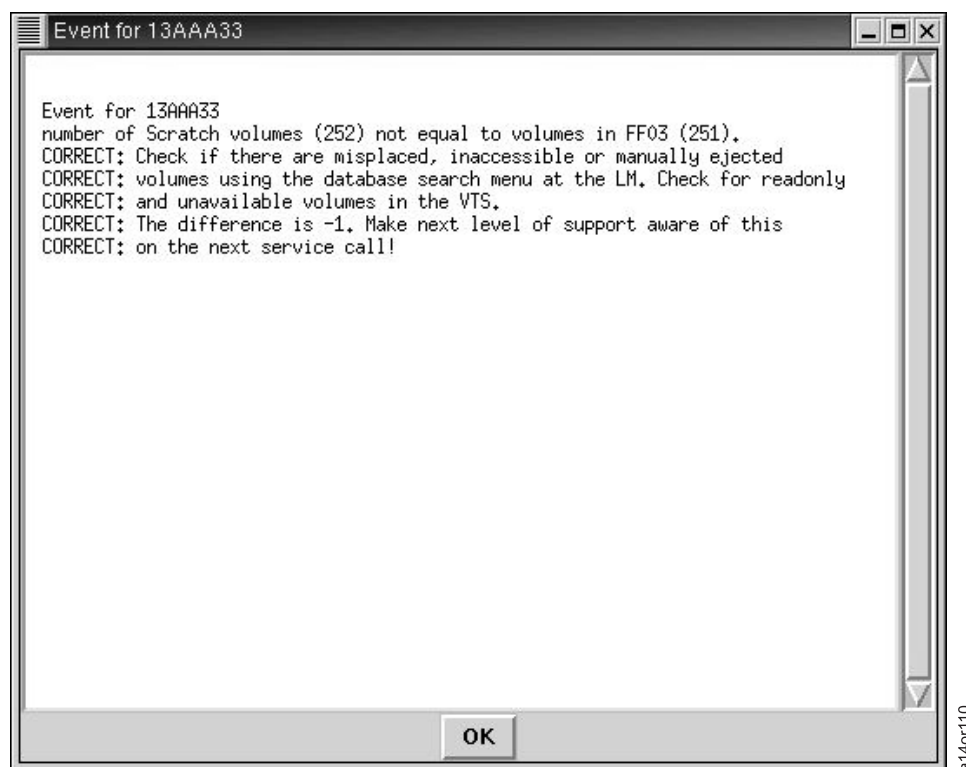 Event for 13AAA33
Event for 13AAA33
number of Scratch volumes (252) not equal to volumes in FF03 (251).
CORRECT: Check if there are misplaced, inaccessible or manually ejected
CORRECT: volumes using the database search menu at the LM. Check for readonly
CORRECT: and unavailable volumes in the VTS.
CORRECT: The difference is -1. Make next level of support aware of this
CORRECT: on the next service call!
OK